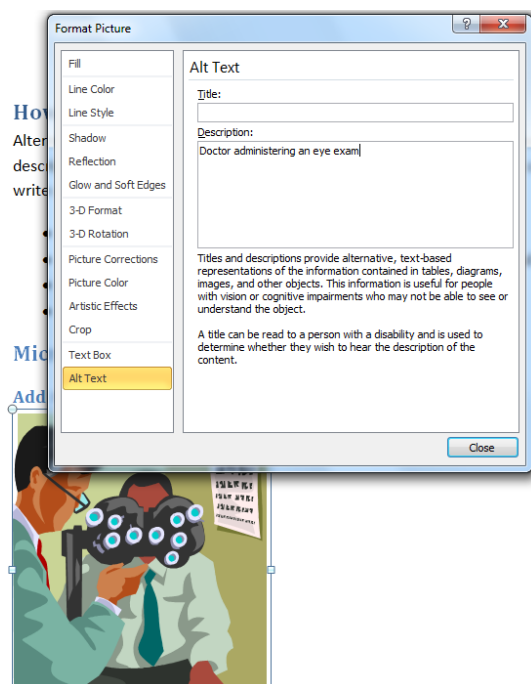 Format Picture
Fill
Line Color
Line Style
Shadow
Reflection
Glow and Soft Edges
3-D Format
3-D Rotation
Picture Corrections
Picture Color
Artistic Effects
Crop
Text Box
Alt Text
Alt Text
Title:
Description:
Doctor administering an eye exam
Titles and descriptions provide alternative, text-based
representations of the information contained in tables, diagrams,
images, and other objects. This information is useful for people
with vision or cognitive impairments who may not be able to see or
understand the object.
A title can be read to a person with a disability and is used to
determine whether they wish to hear the description of the
content.
Close
write